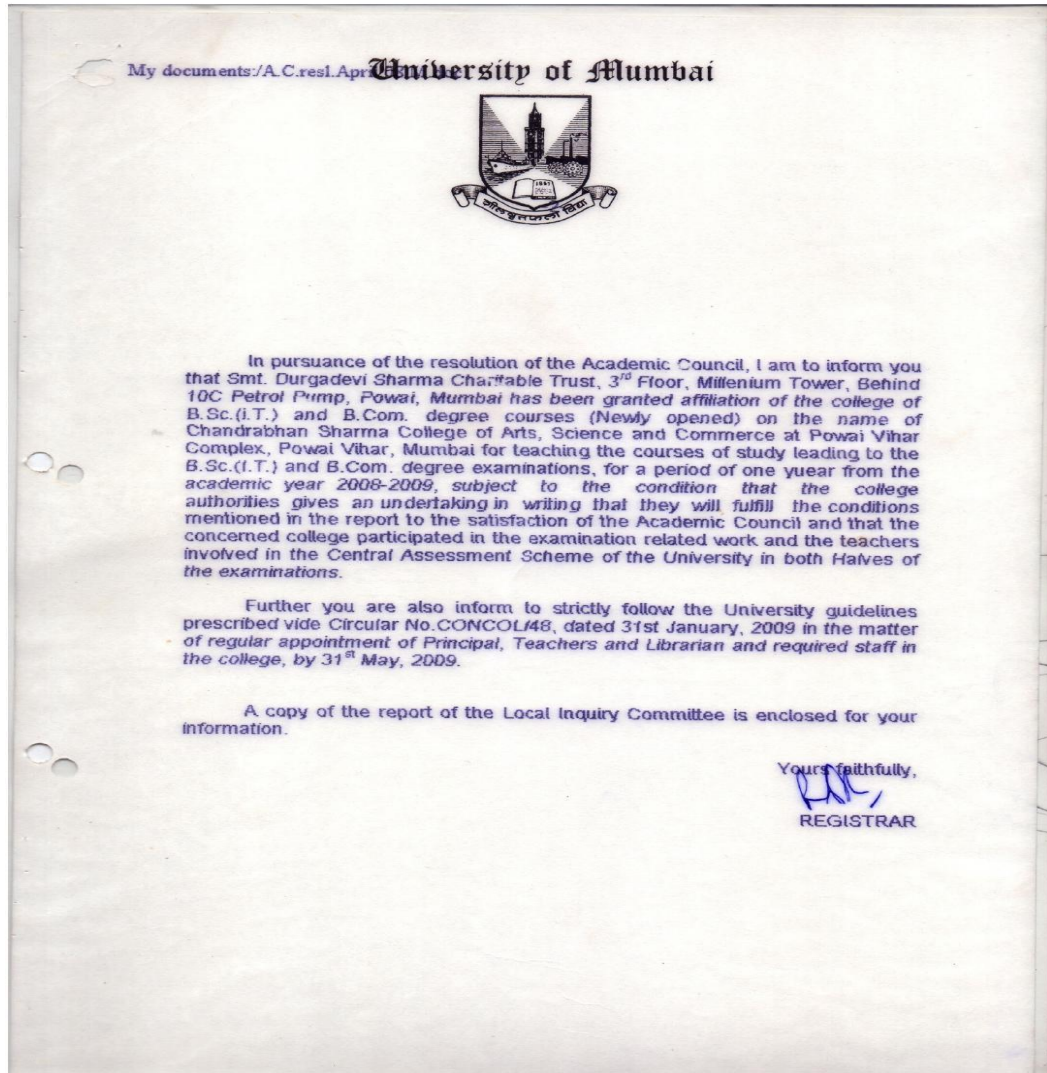 My documents:/A.C.resl.Apr
University of Mumbai
1857
In pursuance of the resolution of the Academic Council, I am to inform you
that Smt. Durgadevi Sharma Charitable Trust, 3rd Floor, Millenium Tower, Behind
10C Petrol Pump, Powai, Mumbai has been granted affiliation of the college of
B.Sc.(I.T.) and B.Com. degree courses (Newly opened) on the name of
Chandrabhan Sharma College of Arts, Science and Commerce at Powai Vihar
Complex, Powai Vihar, Mumbai for teaching the courses of study leading to the
B.Sc.(I.T.) and B.Com. degree examinations, for a period of one yuear from the
academic year 2008-2009, subject to the condition that the college
authorities gives an undertaking in writing that they will fulfill the conditions
mentioned in the report to the satisfaction of the Academic Council and that the
concerned college participated in the examination related work and the teachers
involved in the Central Assessment Scheme of the University in both Halves of
the examinations.
Further you are also inform to strictly follow the University guidelines
prescribed vide Circular No.CONCOL/48, dated 31st January, 2009 in the matter
of regular appointment of Principal, Teachers and Librarian and required staff in
the college, by 31st May, 2009.
A copy of the report of the Local Inquiry Committee is enclosed for your
information.
Yours faithfully,
REGISTRAR